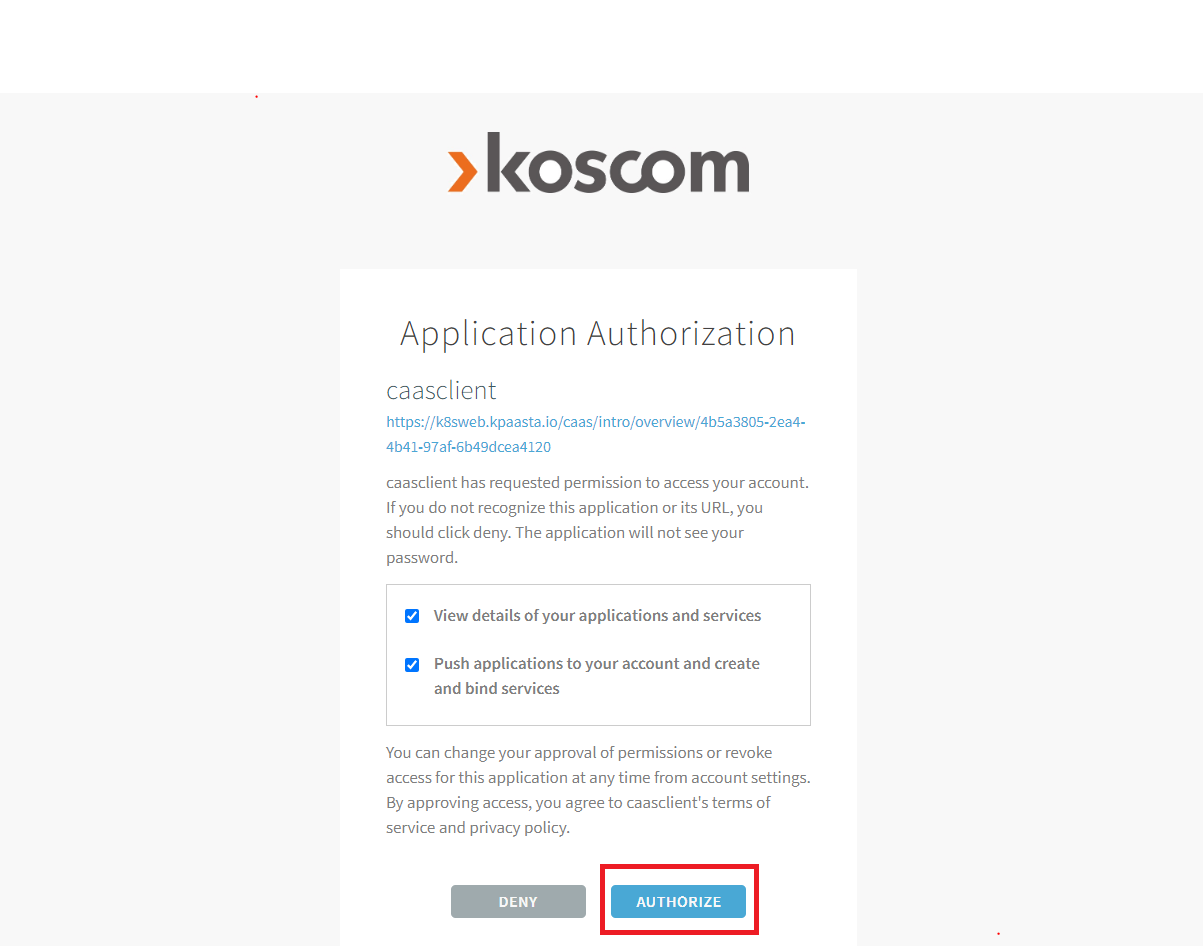 koscom
Application Authorization
caasclient
https://k8sweb.kpaasta.io/caas/intro/overview/4b5a3805-2ea4-
4b41-97af-6b49dcea4120
caasclient has requested permission to access your account.
If you do not recognize this application or its URL, you
should click deny. The application will not see your
password.
View details of your applications and services
Push applications to your account and create
and bind services
You can change your approval of permissions or revoke
access for this application at any time from account settings.
By approving access, you agree to caasclient's terms of
service and privacy policy.
DENY
AUTHORIZE